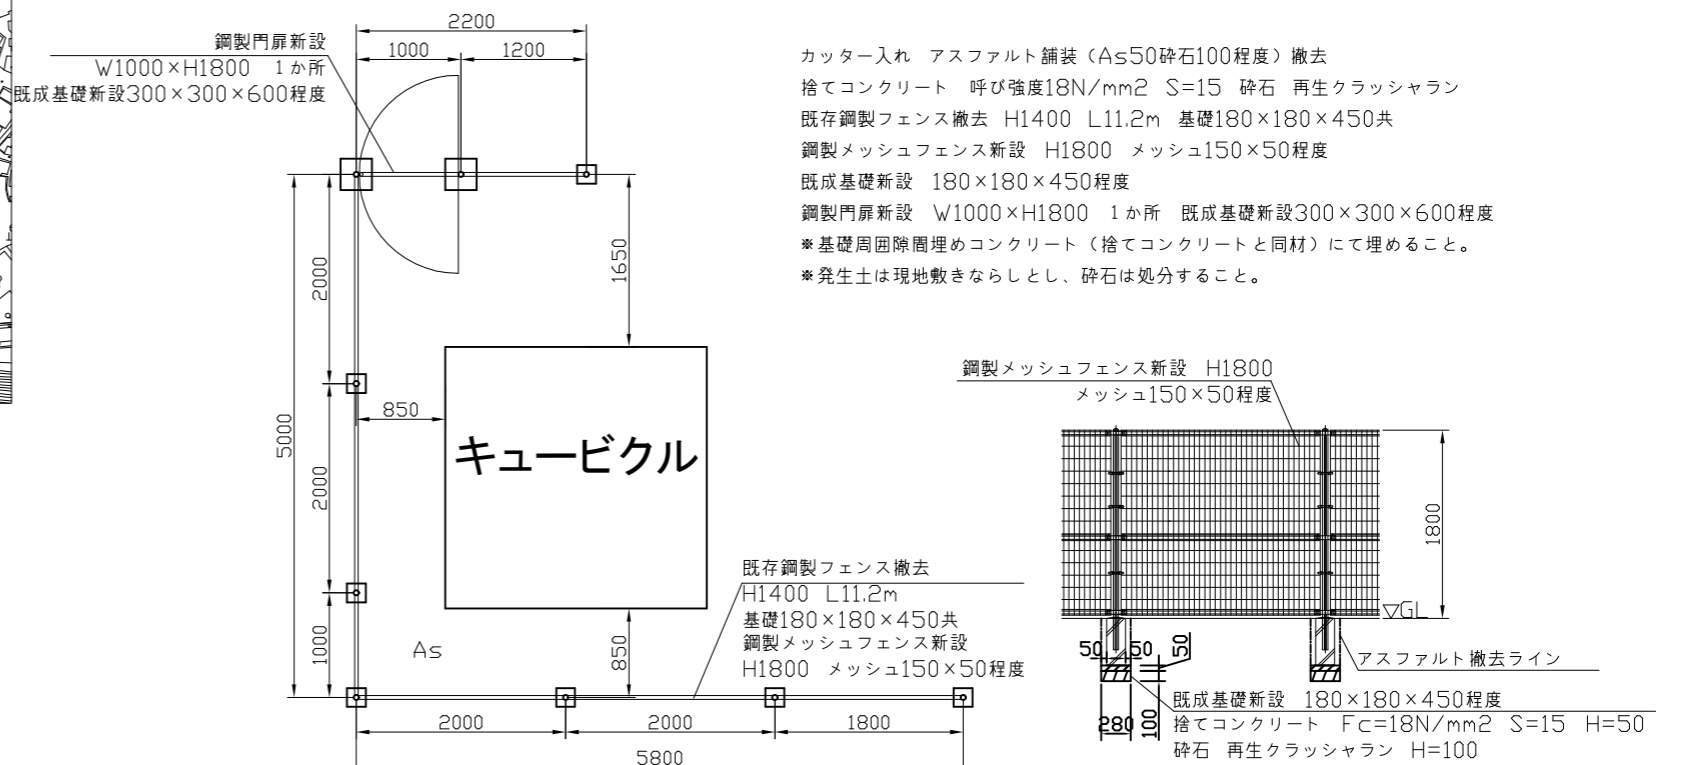 2200
1000
1200
鋼製門扉新設
W1000×H1800 1か所
既成基礎新設300×300×600程度
カッター入れ アスファルト舗装（As50砕石100程度）撤去
捨てコンクリート 呼び強度18N/mm2 S=15 砕石 再生クラッシャラン
既存鋼製フェンス撤去 H1400 L11.2m 基礎180×180×450共
鋼製メッシュフェンス新設 H1800 メッシュ150×50程度
既成基礎新設 180×180×450程度
鋼製門扉新設 W1000×H1800 1か所 既成基礎新設300×300×600程度
※基礎周囲隙間埋めコンクリート（捨てコンクリートと同材）にて埋めること。
※発生土は現地敷きならしとし、砕石は処分すること。
2000
1650
5000
850
2000
キュービクル
1000
As
850
既存鋼製フェンス撤去
H1400 L11.2m
基礎180×180×450共
鋼製メッシュフェンス新設
H1800 メッシュ150×50程度
2000
2000
1800
5800
鋼製メッシュフェンス新設 H1800
メッシュ150×50程度
1800
▽GL
50
50
50
アスファルト撤去ライン
280
100
既成基礎新設 180×180×450程度
捨てコンクリート Fc=18N/mm2 S=15 H=50
砕石 再生クラッシャラン H=100